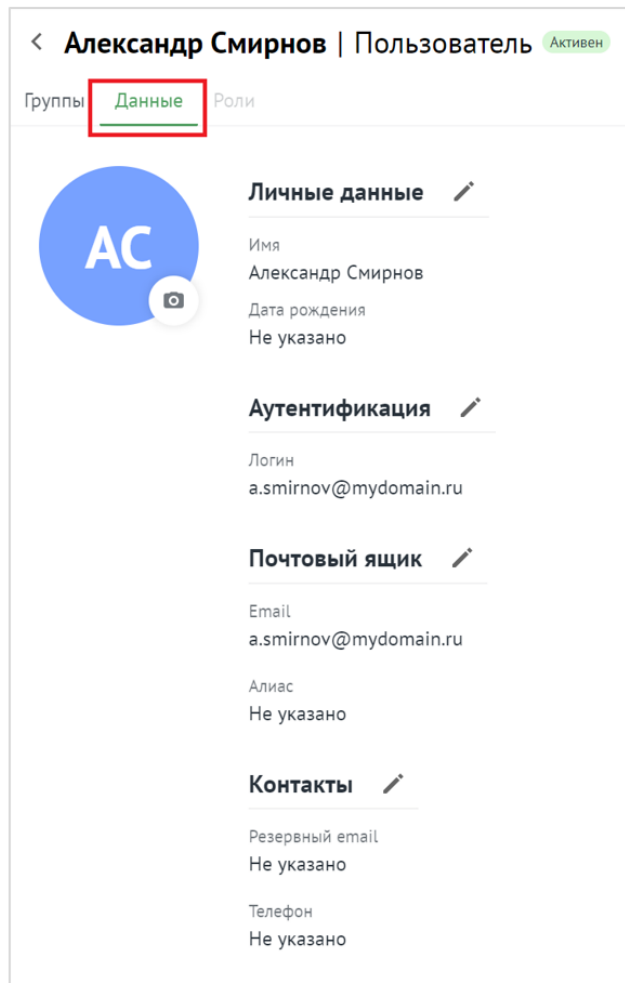 Александр Смирнов | Пользователь Активен
Группы Данные Роли
АС
Личные данные
Имя
Александр Смирнов
Дата рождения
Не указано
Аутентификация
Логин
a.smirnov@mydomain.ru
Почтовый ящик
Email
a.smirnov@mydomain.ru
Алиас
Не указано
Контакты
Резервный email
Не указано
Телефон
Не указано